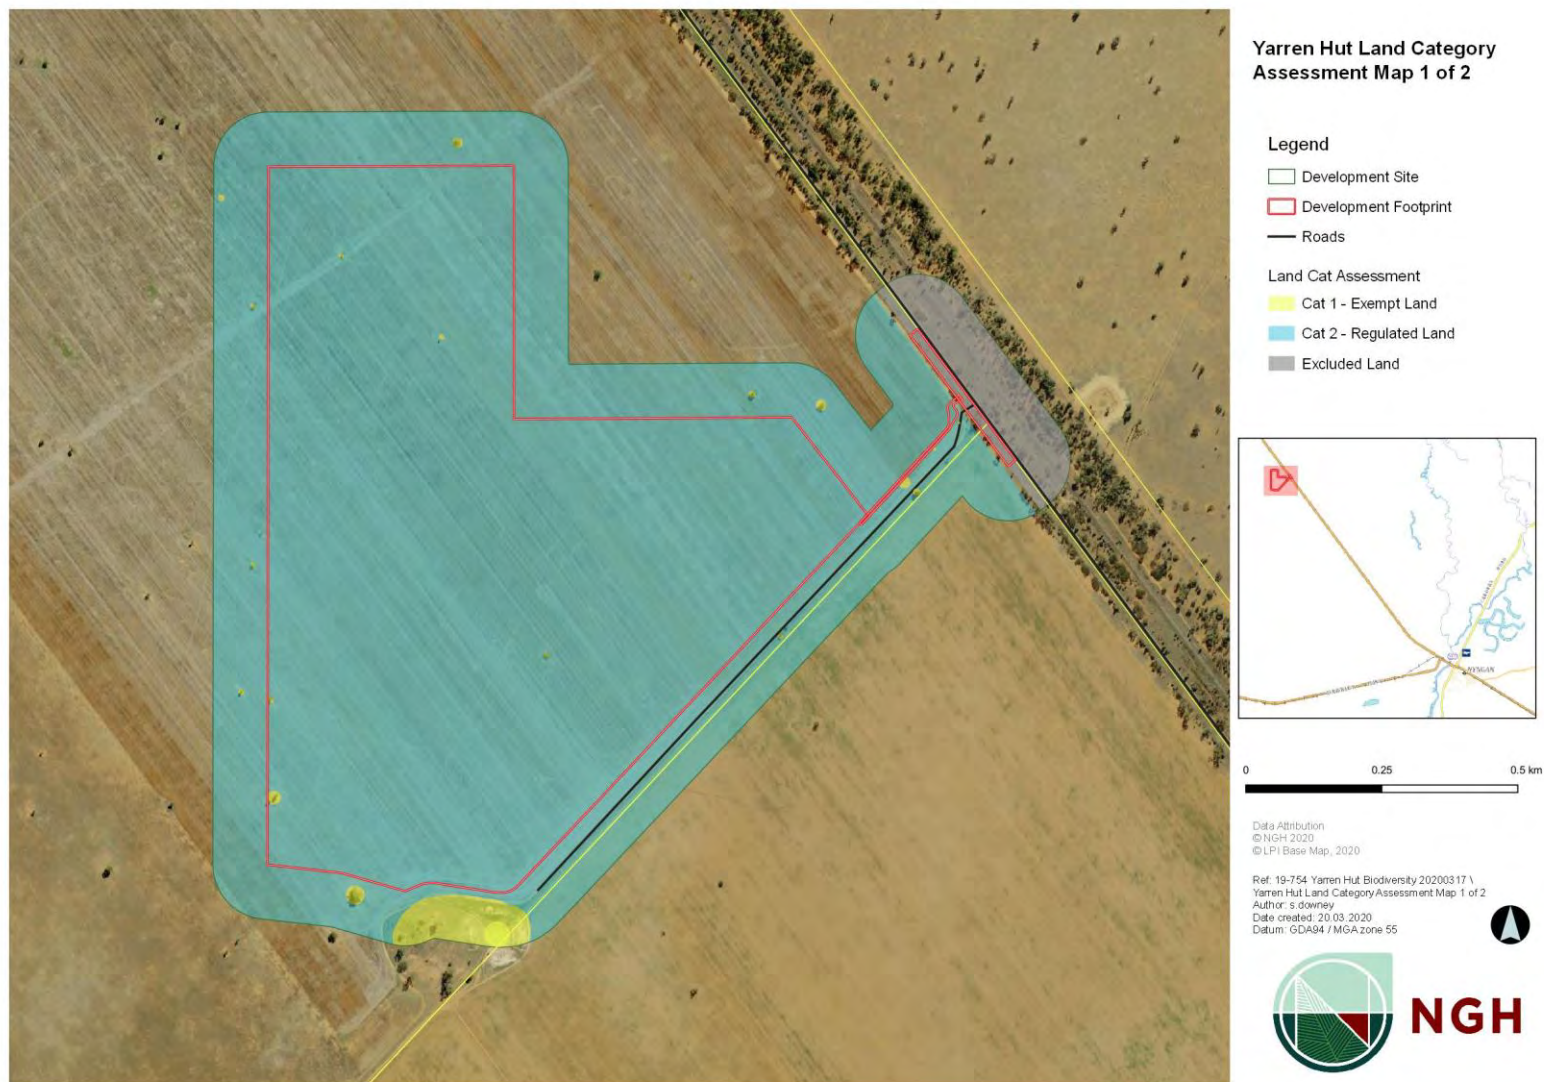 Yarren Hut Land Category
Assessment Map 1 of 2
Legend
Development Site
Development Footprint
Roads
Land Cat Assessment
Cat 1 - Exempt Land
Cat 2 - Regulated Land
Excluded Land
NYNGAN
0 0.25 0.5 km
Data Attribution
© NGH 2020
© LPI Base Map, 2020
Ref: 19-754 Yarren Hut Biodiversity 20200317 \
Yarren Hut Land Category Assessment Map 1 of 2
Author: s.downey
Date created: 20.03.2020
Datum: GDA94 / MGA zone 55
NGH